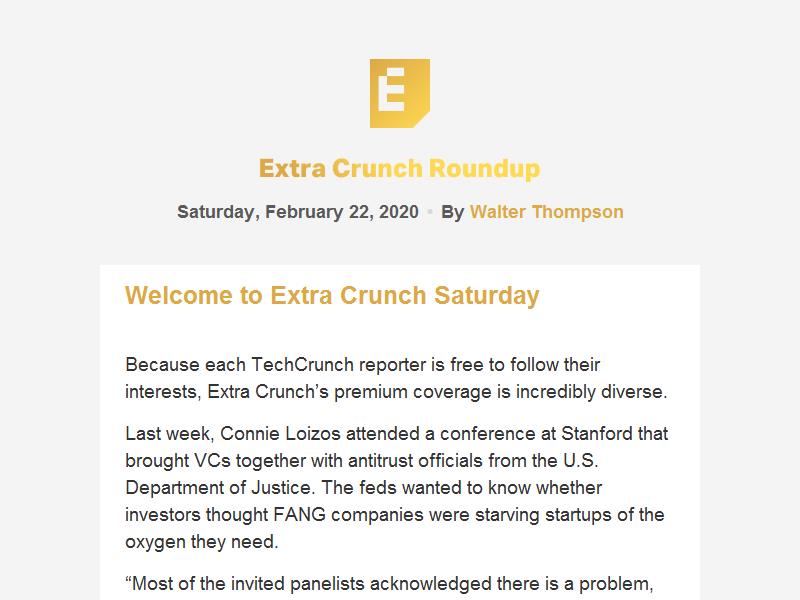 E
Extra Crunch Roundup
Saturday, February 22, 2020 • By Walter Thompson
Welcome to Extra Crunch Saturday
Because each TechCrunch reporter is free to follow their
interests, Extra Crunch’s premium coverage is incredibly diverse.
Last week, Connie Loizos attended a conference at Stanford that
brought VCs together with antitrust officials from the U.S.
Department of Justice. The feds wanted to know whether
investors thought FANG companies were starving startups of the
oxygen they need.
“Most of the invited panelists acknowledged there is a problem,